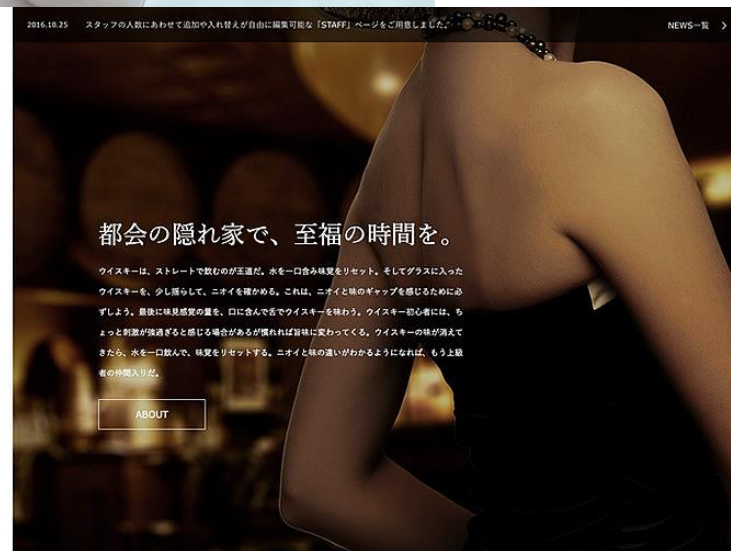 2016.10.25 スタッフの人数にあわせて追加や入れ替えが自由に編集可能な「STAFF」ページをご用意しました。 NEWS一覧
都会の隠れ家で、至福の時間を。
ウイスキーは、ストレートで飲むのが王道だ。水を一口含み味覚をリセット。そしてグラスに入った
ウイスキーを、少し揺らして、ニオイを確かめる。これは、ニオイと味のギャップを感じるために必
ずしよう。最後に味見感覚の量を、口に含んで舌でウイスキーを味わう。ウイスキー初心者には、ち
ょっと刺激が強過ぎると感じる場合があるが慣れれば旨味に変わってくる。ウイスキーの味が消えて
きたら、水を一口飲んで、味覚をリセットする。ニオイと味の違いがわかるようになれば、もう上級
者の仲間入りだ。
ABOUT